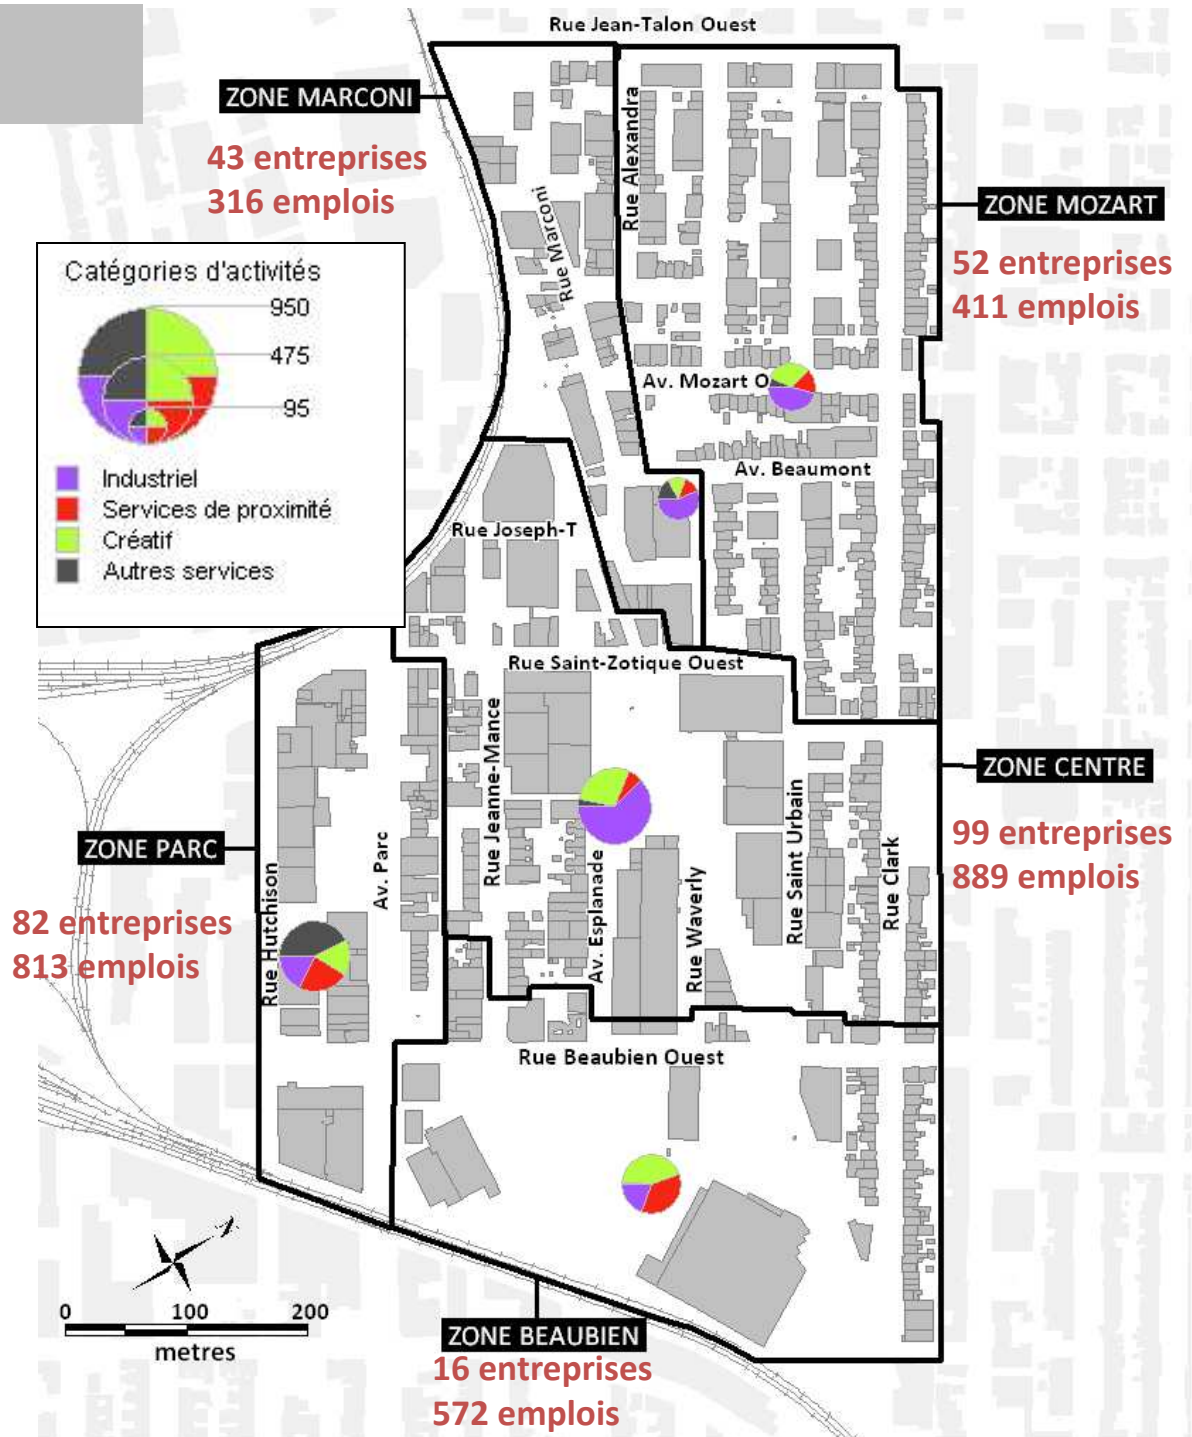 Rue Jean-Talon Ouest
ZONE MARCONI
43 entreprises
316 emplois
Rue Alexandra
Rue Marconi
ZONE MOZART
52 entreprises
411 emplois
Catégories d'activités
950
475
95
Industriel
Services de proximité
Créatif
Autres services
Av. Mozart O
Av. Beaumont
Rue Joseph-T
Rue Saint-Zotique Ouest
Rue Jeanne-Mance
ZONE CENTRE
99 entreprises
889 emplois
Rue Saint Urbain
Rue Clark
ZONE PARC
82 entreprises
813 emplois
Rue Hutchison
Av. Parc
Av. Esplanade
Rue Waverly
Rue Beaubien Ouest
0 100 200
metres
ZONE BEAUBIEN
16 entreprises
572 emplois